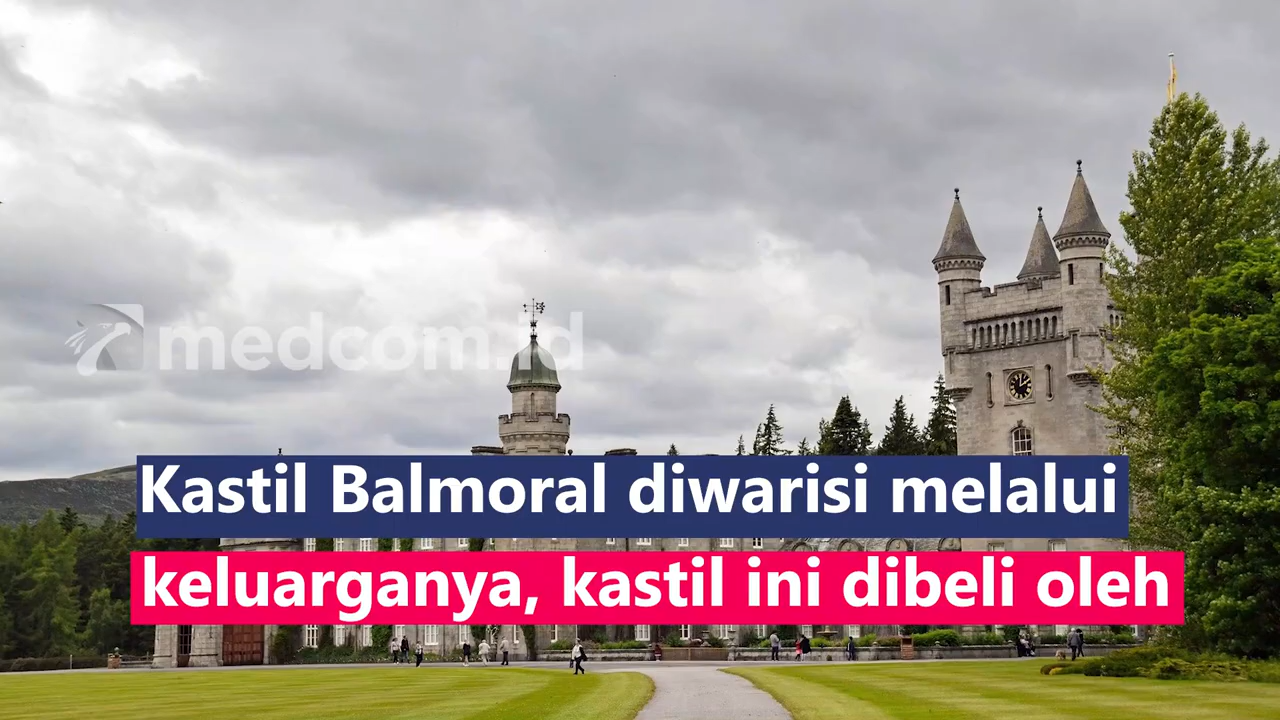 medcom.id
Kastil Balmoral diwarisi melalui
keluarganya, kastil ini dibeli oleh